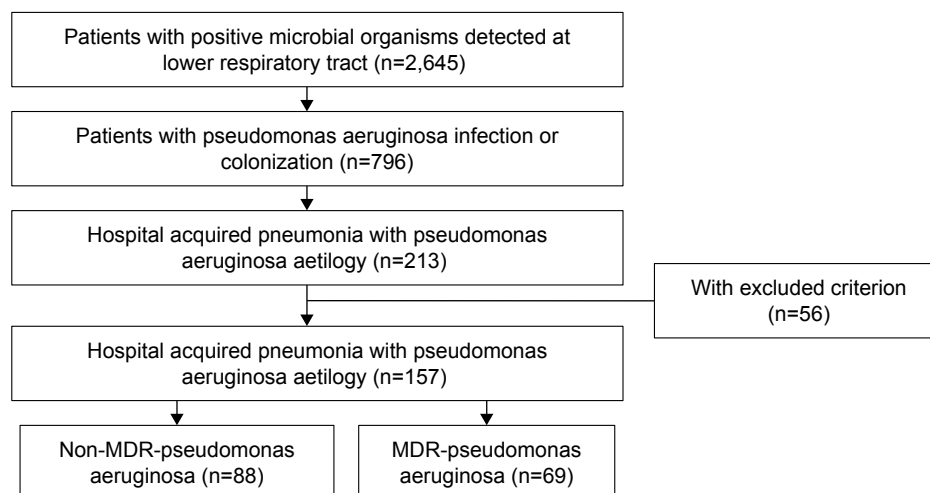 Patients with positive microbial organisms detected at
lower respiratory tract (n=2,645)
Patients with pseudomonas aeruginosa infection or
colonization (n=796)
Hospital acquired pneumonia with pseudomonas
aeruginosa aetilogy (n=213)
With excluded criterion
(n=56)
Hospital acquired pneumonia with pseudomonas
aeruginosa aetilogy (n=157)
Non-MDR-pseudomonas
aeruginosa (n=88)
MDR-pseudomonas
aeruginosa (n=69)